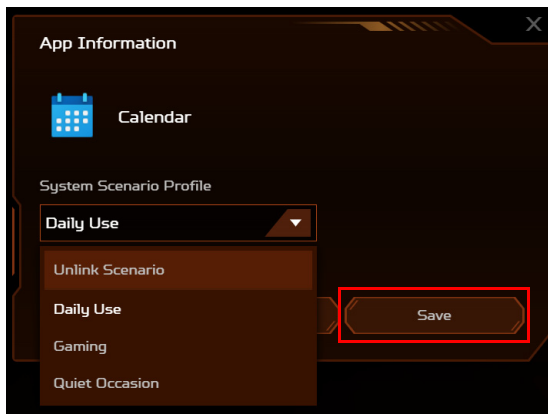 App Information
X
Calendar
System Scenario Profile
Daily Use
Unlink Scenario
Daily Use
Gaming
Quiet Occasion
Save